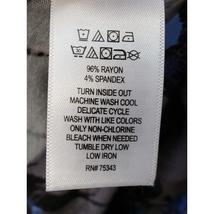 96% RAYON
4% SPANDEX
TURN INSIDE OUT
MACHINE WASH COOL
DELICATE CYCLE
WASH WITH LIKE COLORS
ONLY NON-CHLORINE
BLEACH WHEN NEEDED
TUMBLE DRY LOW
LOW IRON
RN# 75343